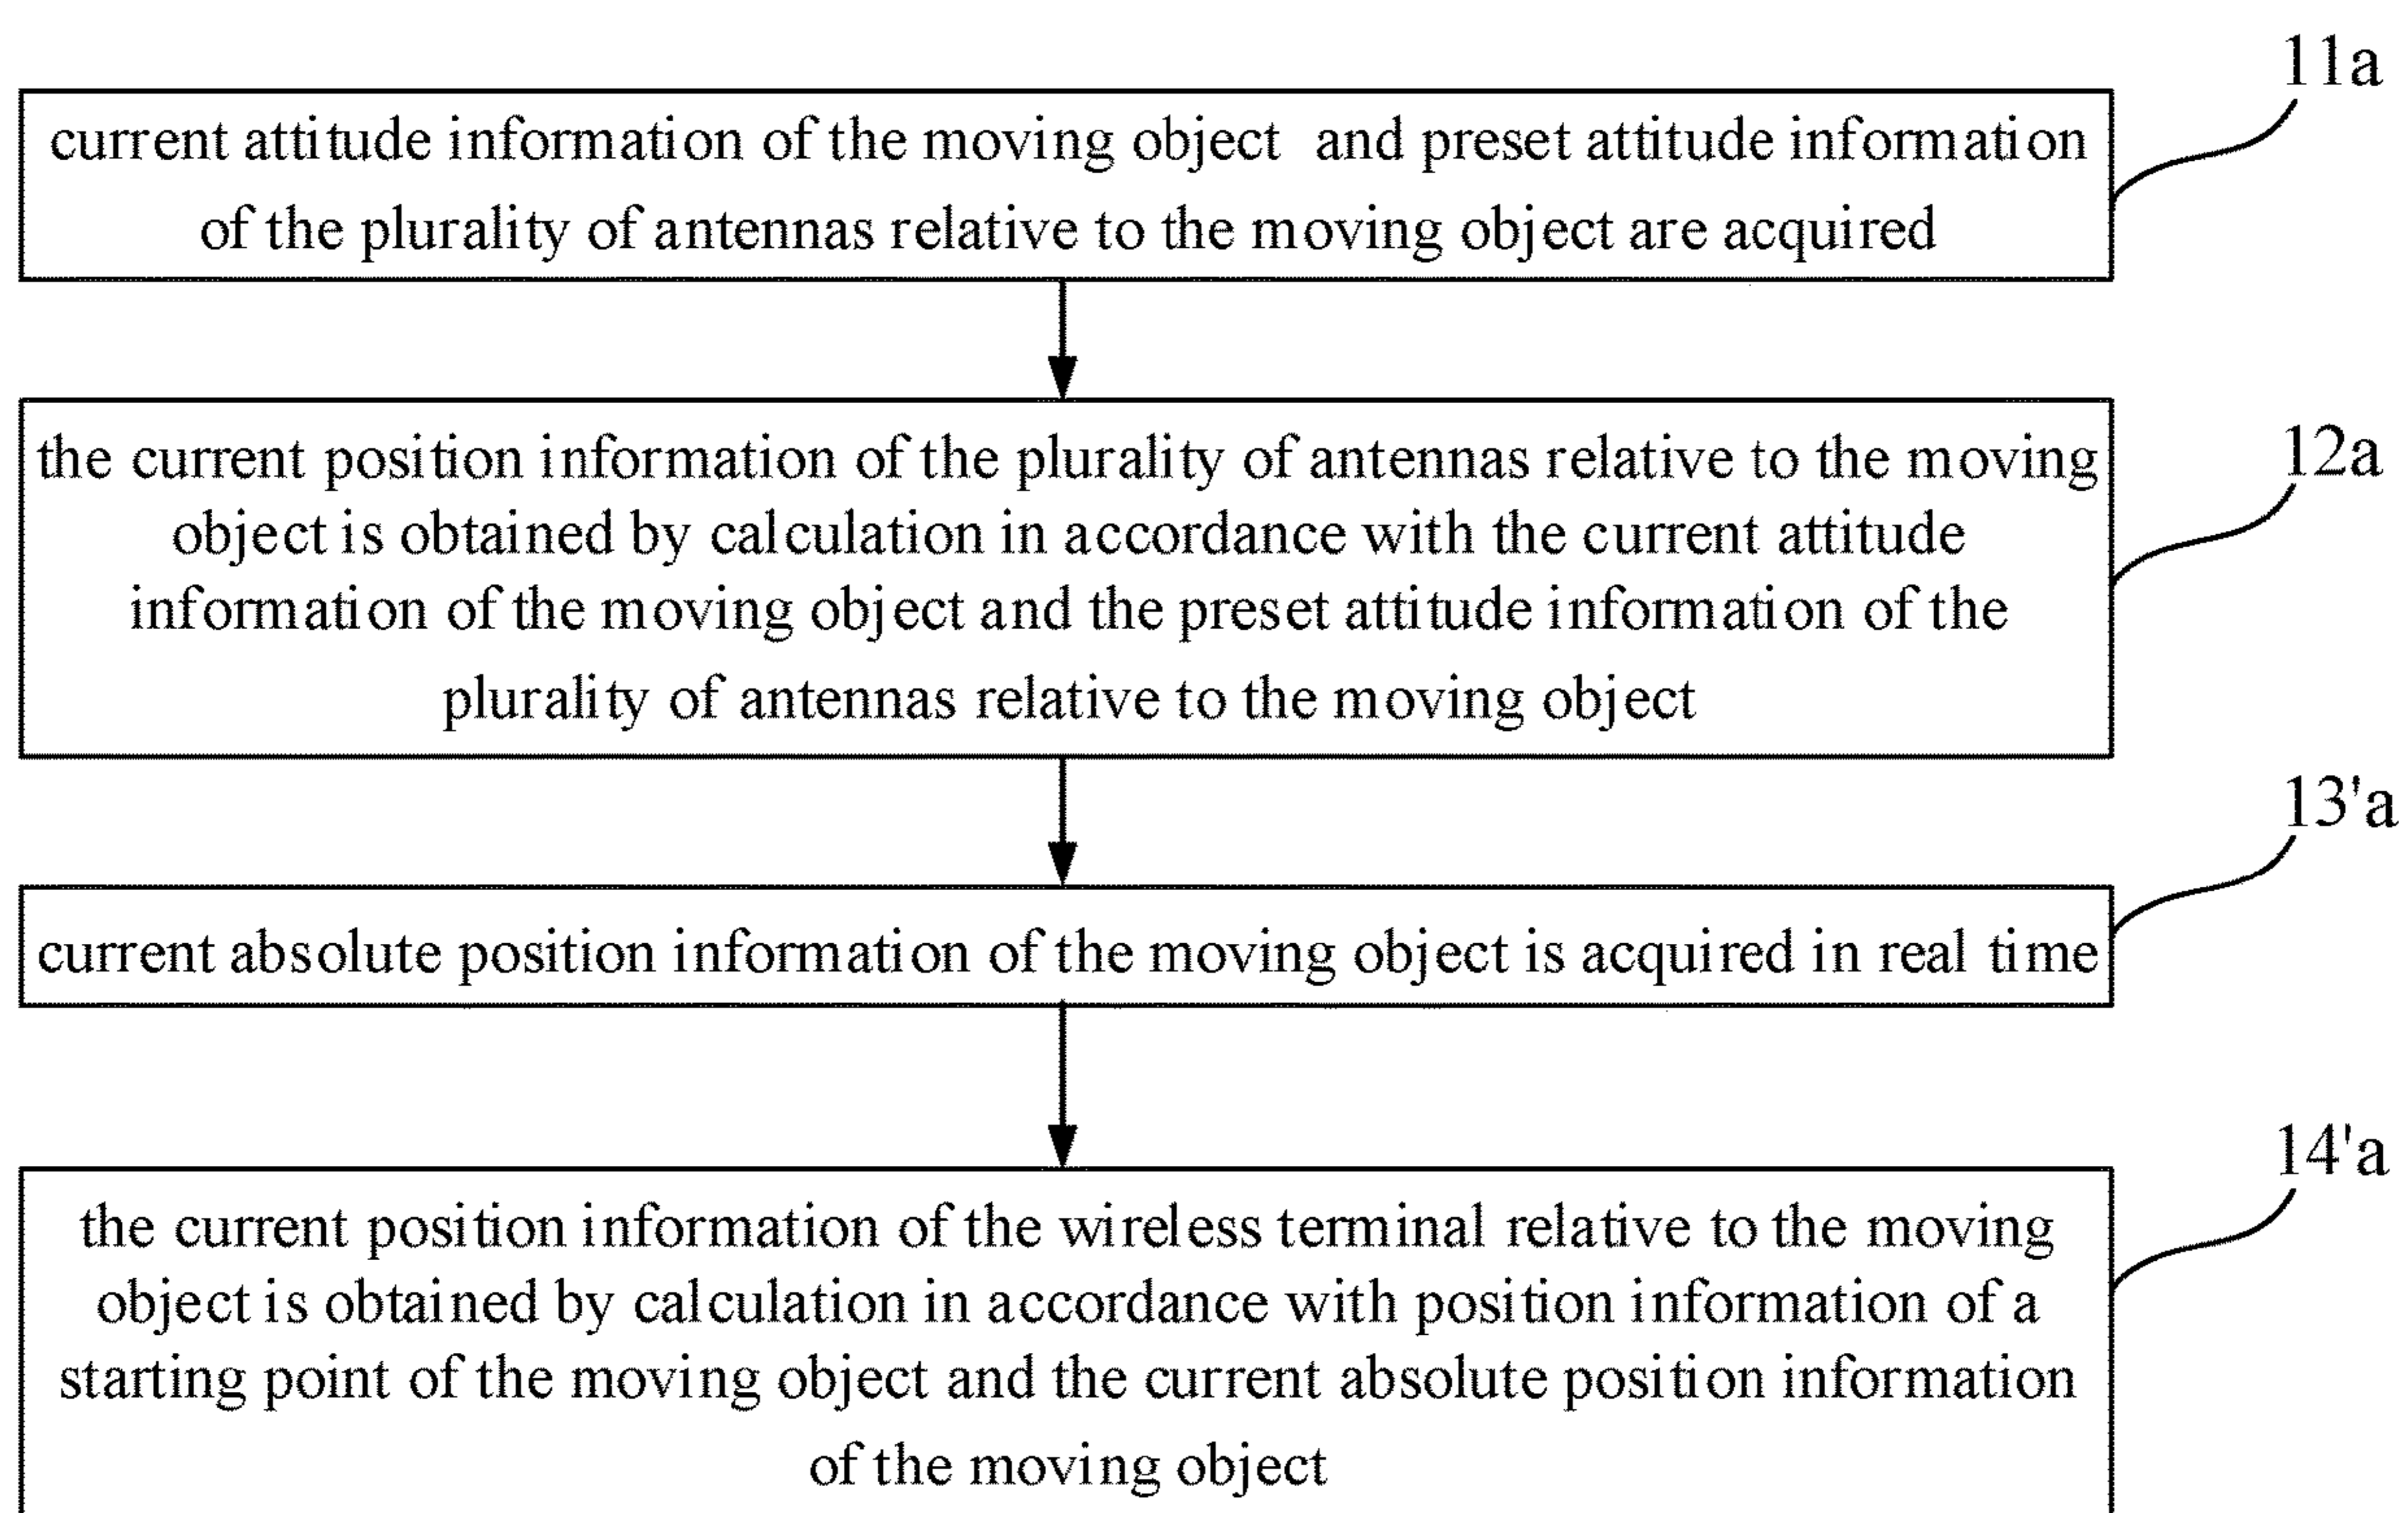 11a
current attitude information of the moving object and preset attitude information
of the plurality of antennas relative to the moving object are acquired
12a
the current position information of the plurality of antennas relative to the moving
object is obtained by calculation in accordance with the current attitude
information of the moving object and the preset attitude information of the
plurality of antennas relative to the moving object
13'a
current absolute position information of the moving object is acquired in real time
14'a
the current position information of the wireless terminal relative to the moving
object is obtained by calculation in accordance with position information of a
starting point of the moving object and the current absolute position information
of the moving object